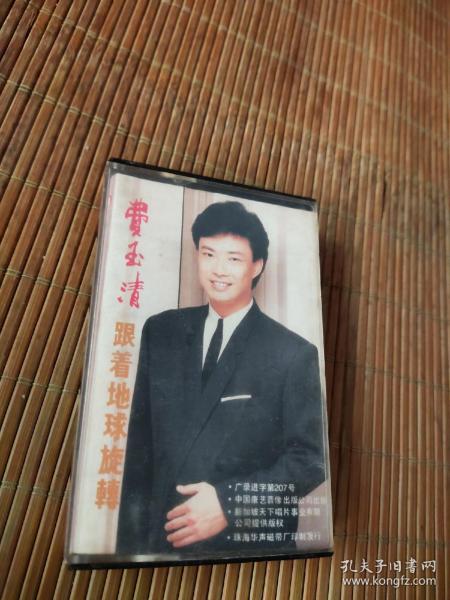 費玉清
跟着地球旋轉
·广录进字第207号
·中国康艺音像出版公司出版
·新加坡天下唱片事业有限
公司提供版权
·珠海华声磁带厂印制发行
孔夫子旧书网
www.kongfz.com